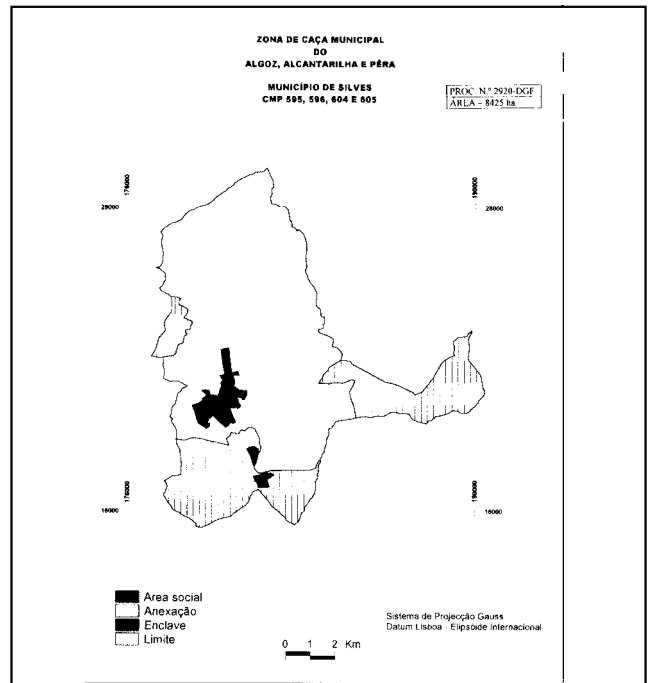 ZONA DE CAÇA MUNICIPAL
DO
ALGOZ, ALCANTARILHA E PÊRA
MUNICÍPIO DE SILVES
CMP 595, 596, 604 E 605
PROC. N.º 2920-DGF
ÁREA – 8425 ha
176000
190000
28000
28000
176000
190000
16000
16000
Area social
Anexação
Enclave
Limite
Sistema de Projecção Gauss
Datum Lisboa - Elipsóide Internacional
0 1 2 Km